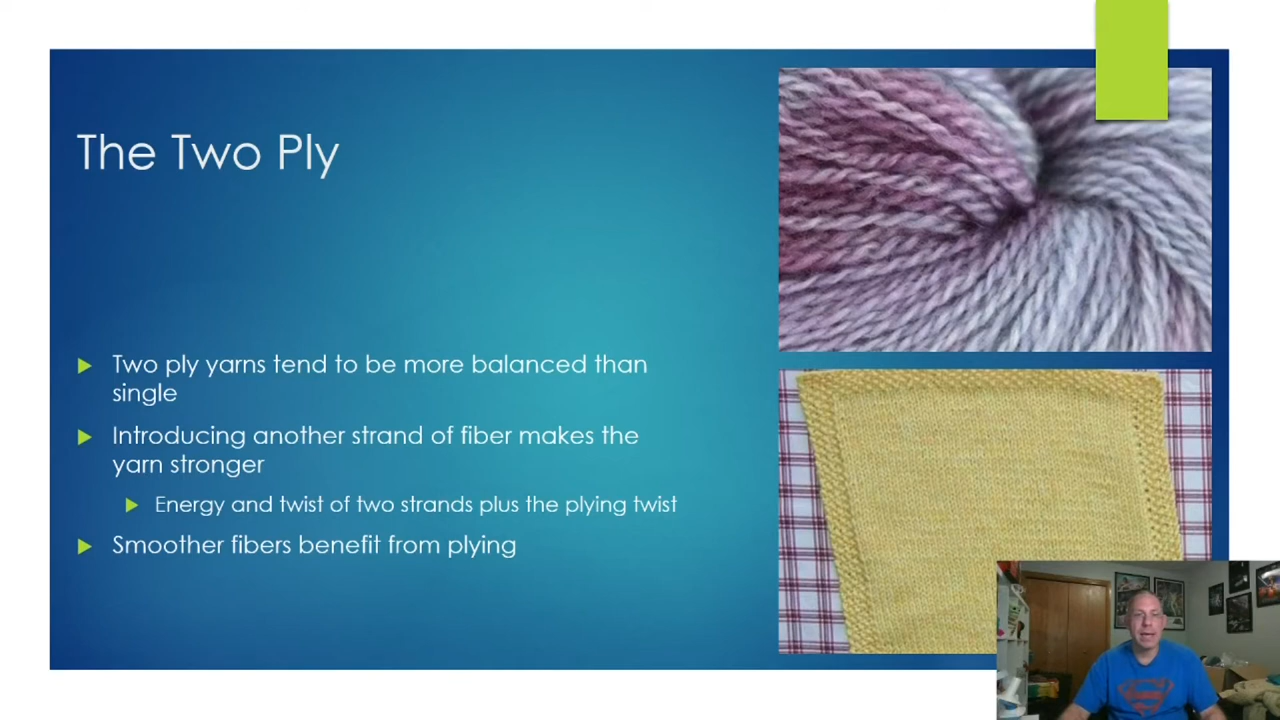 The Two Ply
Two ply yarns tend to be more balanced than
single
Introducing another strand of fiber makes the
yarn stronger
Energy and twist of two strands plus the plying twist
Smoother fibers benefit from plying